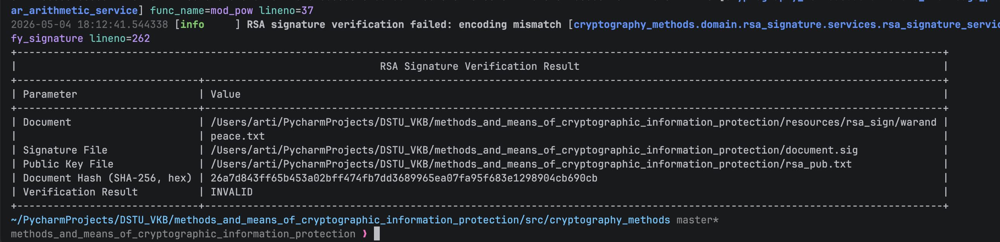 ar_arithmetic_service] func_name=mod_pow lineno=37
2026-05-04 18:12:41.544338 [info     ] RSA signature verification failed: encoding mismatch [cryptography_methods.domain.rsa_signature.services.rsa_signature_servic
fy_signature lineno=262
RSA Signature Verification Result
| Parameter | Value |
| Document | /Users/arti/PycharmProjects/DSTU_VKB/methods_and_means_of_cryptographic_information_protection/resources/rsa_sign/warand |
| | peace.txt |
| Signature File | /Users/arti/PycharmProjects/DSTU_VKB/methods_and_means_of_cryptographic_information_protection/document.sig |
| Public Key File | /Users/arti/PycharmProjects/DSTU_VKB/methods_and_means_of_cryptographic_information_protection/rsa_pub.txt |
| Document Hash (SHA-256, hex) | 26a7d843ff65b453a02bff474fb7dd3689965ea07fa95f683e1298904cb690cb |
| Verification Result | INVALID |
~/PycharmProjects/DSTU_VKB/methods_and_means_of_cryptographic_information_protection/src/cryptography_methods master*
methods_and_means_of_cryptographic_information_protection ❯